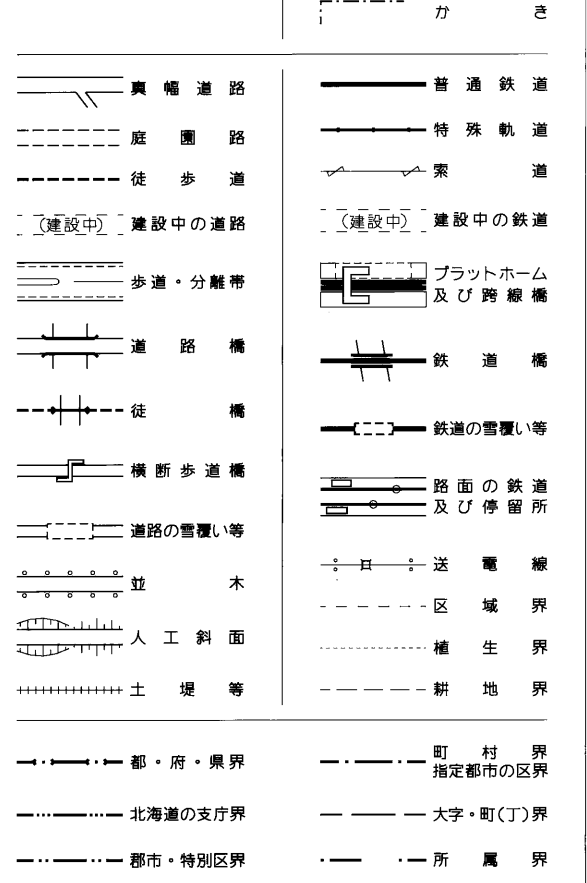 かき
真幅道路
庭園路
徒歩道
(建設中) 建設中の道路
歩道・分離帯
道路橋
徒橋
横断歩道橋
道路の雪覆い等
並木
人工斜面
土堤等
普通鉄道
特殊軌道
索道
(建設中) 建設中の鉄道
プラットホーム
及び跨線橋
鉄道橋
鉄道の雪覆い等
路面の鉄道
及び停留所
送電線
区域界
植生界
耕地界
都・府・県界
北海道の支庁界
郡市・特別区界
町村界
指定都市の区界
大字・町(丁)界
所属界